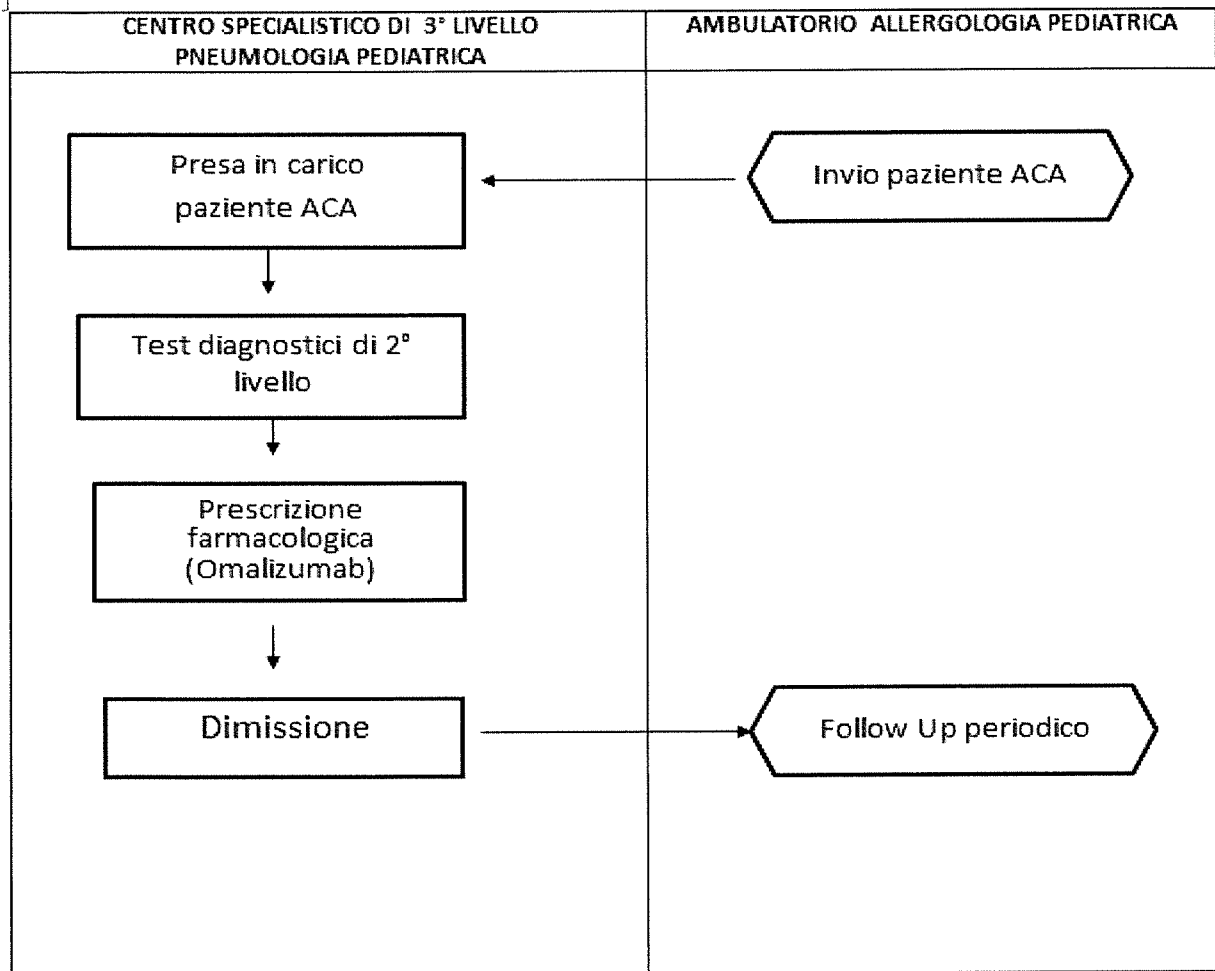 CENTRO SPECIALISTICO DI 3° LIVELLO
PNEUMOLOGIA PEDIATRICA
AMBULATORIO ALLERGOLOGIA PEDIATRICA
Presa in carico
paziente ACA
Invio paziente ACA
Test diagnostici di 2°
livello
Prescrizione
farmacologica
(Omalizumab)
Dimissione
Follow Up periodico